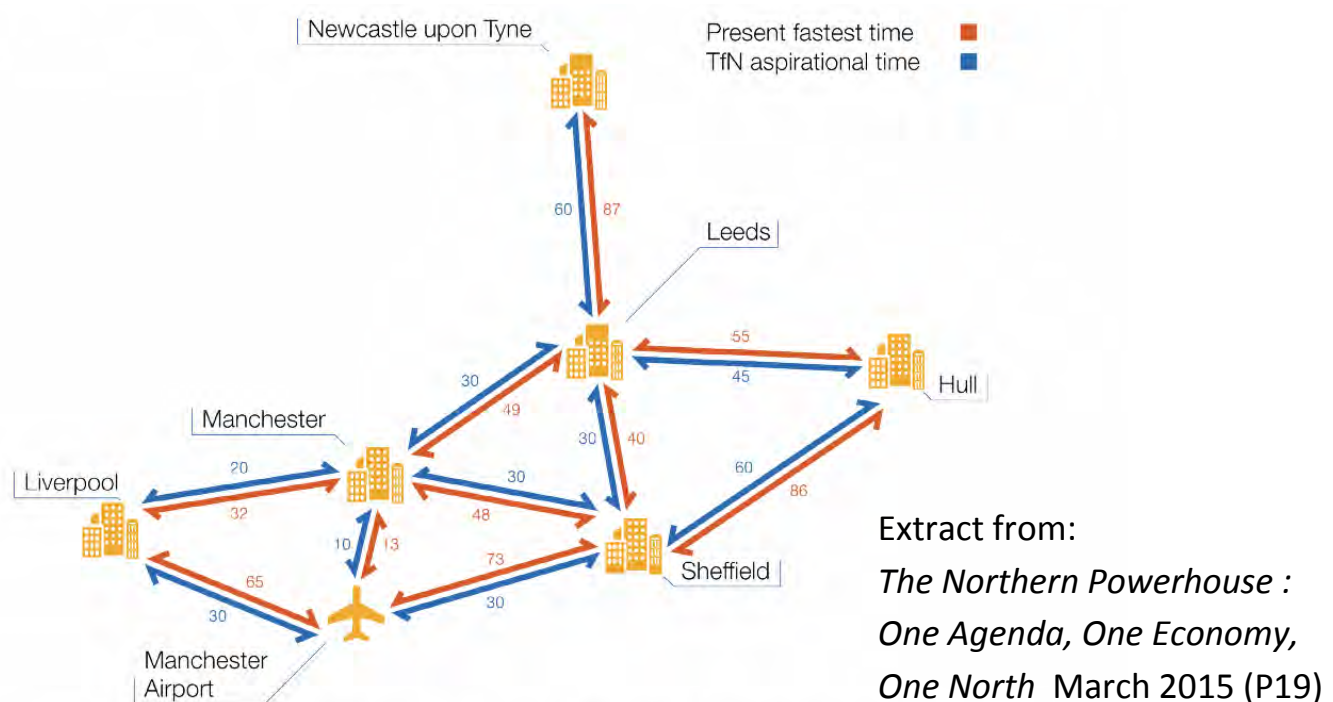 Newcastle upon Tyne
Present fastest time
TfN aspirational time
60
87
Leeds
55
45
Hull
30
49
Manchester
30
40
20
32
Liverpool
30
48
60
86
10
13
73
30
Sheffield
65
30
Manchester
Airport
Extract from:
The Northern Powerhouse :
One Agenda, One Economy,
One North March 2015 (P19)